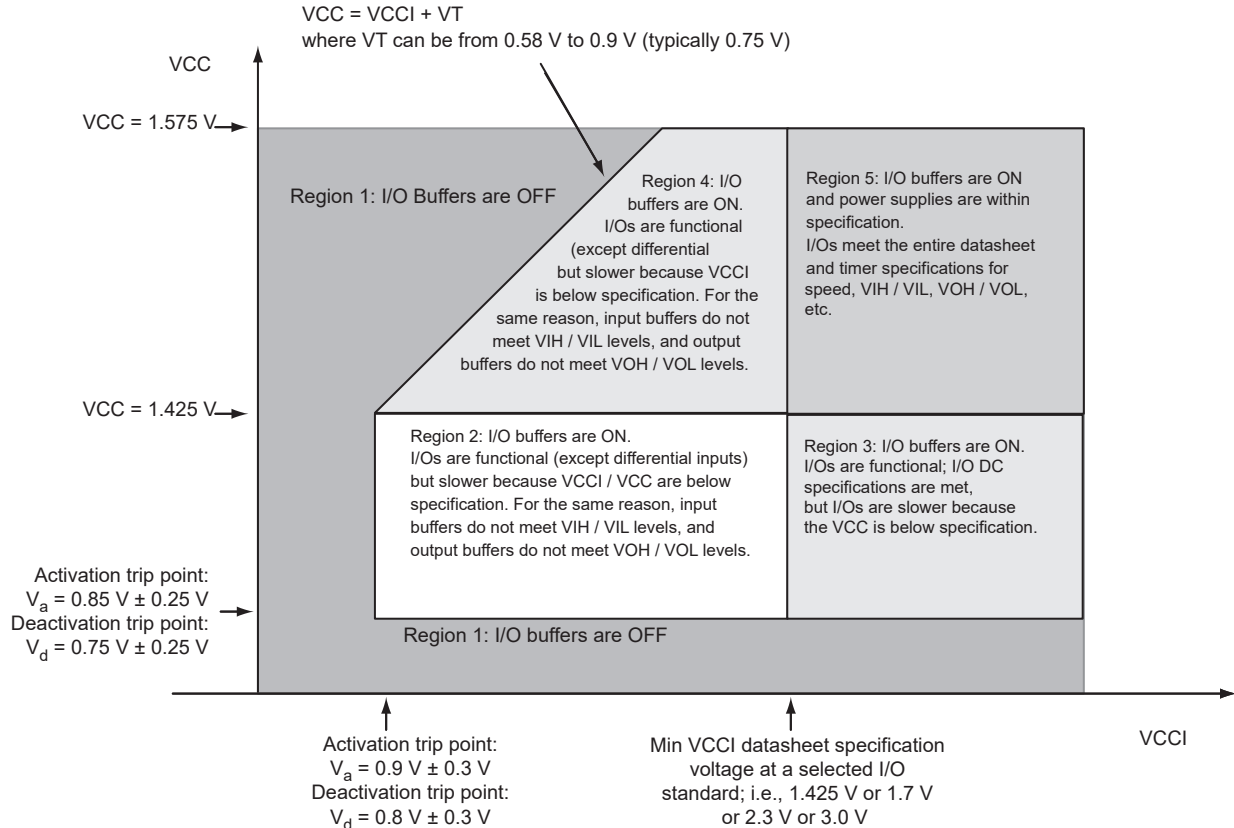 VCC = VCCI + VT
where VT can be from 0.58 V to 0.9 V (typically 0.75 V)
VCC
VCC = 1.575 V
Region 1: I/O Buffers are OFF
Region 4: I/O
buffers are ON.
I/Os are functional
(except differential
but slower because VCCI
is below specification. For the
same reason, input buffers do not
meet VIH / VIL levels, and output
buffers do not meet VOH / VOL levels.
Region 5: I/O buffers are ON
and power supplies are within
specification.
I/Os meet the entire datasheet
and timer specifications for
speed, VIH / VIL, VOH / VOL,
etc.
VCC = 1.425 V
Region 2: I/O buffers are ON.
I/Os are functional (except differential inputs)
but slower because VCCI / VCC are below
specification. For the same reason, input
buffers do not meet VIH / VIL levels, and
output buffers do not meet VOH / VOL levels.
Region 3: I/O buffers are ON.
I/Os are functional; I/O DC
specifications are met,
but I/Os are slower because
the VCC is below specification.
Activation trip point:
Va = 0.85 V ± 0.25 V
Deactivation trip point:
Vd = 0.75 V ± 0.25 V
Region 1: I/O buffers are OFF
Activation trip point:
Va = 0.9 V ± 0.3 V
Deactivation trip point:
Vd = 0.8 V ± 0.3 V
Min VCCI datasheet specification
voltage at a selected I/O
standard; i.e., 1.425 V or 1.7 V
or 2.3 V or 3.0 V
VCCI